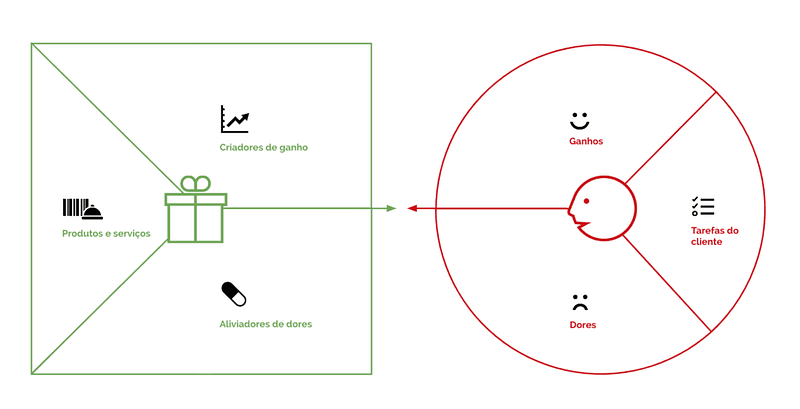 Criadores de ganho
Produtos e serviços
Aliviadores de dores
Ganhos
Tarefas do
cliente
Dores